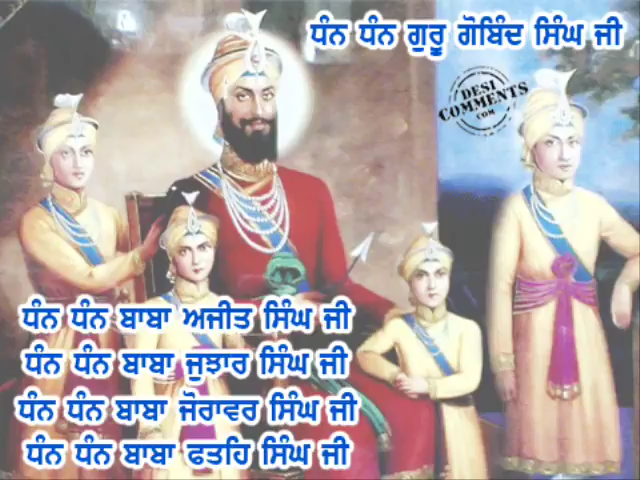 ਧੰਨ ਧੰਨ ਗੁਰੂ ਗੋਬਿੰਦ ਸਿੰਘ ਜੀ
DESI
COMMENTS
.COM
ਧੰਨ ਧੰਨ ਬਾਬਾ ਅਜੀਤ ਸਿੰਘ ਜੀ
ਧੰਨ ਧੰਨ ਬਾਬਾ ਜੁਝਾਰ ਸਿੰਘ ਜੀ
ਧੰਨ ਧੰਨ ਬਾਬਾ ਜੋਰਾਵਰ ਸਿੰਘ ਜੀ
ਧੰਨ ਧੰਨ ਬਾਬਾ ਫਤਹਿ ਸਿੰਘ ਜੀ